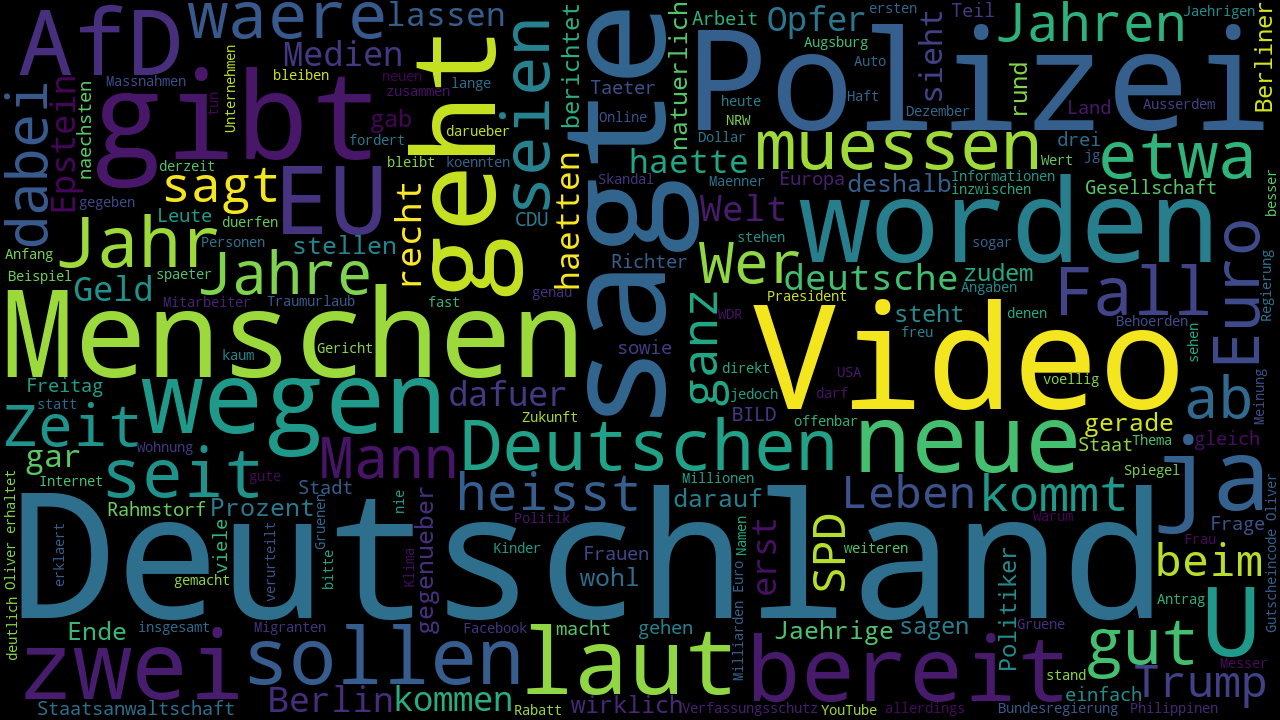 AfD
waere
lassen
Medien
Massnahmen
bleiben
Unternehmen
neuen
zusammen
tun
gibt
gab
fordert
geht
lange
darueber
seien
berichtet
sagte
Taeter
Online
natuerlich
Arbeit
Opfer
Augsburg
ersten
Auto
sieht
Teil
Jahren
Jaehrigen
Berliner
Polizei
heute
NRW
Dollar
Haft
Dezember
rund
Land
Ausserdem
dabei
Epstein
naechsten
derzeit
bleibt
koennten
gegeben
sagt
EU
recht
haetten
CDU
haette
Skandal
Maenner
muessen
Europa
deshalb
drei
jg
Wert
etwa
Informationen
inzwischen
Gesellschaft
besser
Leute
duerfen
Personen
stellen
Anfang
Jahr
Beispiel
spaeter
Jahre
Welt
stehen
worden
sogar
Richter
Wer
deutsche
zudem
Angaben
Fall
Euro
Regierung
Geld
Mitarbeiter
Traumurlaub
fast
genau
Praesident
WDR
steht
freu
denen
Behoerden
sehen
Menschen
kaum
Gericht
sowie
ganz
direkt
jedoch
USA
darf
Video
voellig
ab
Meinung
Freitag
statt
wegen
dafuer
Zukunft
BILD
offenbar
gerade
Zeit
Wohnung
Deutschen
neue
Staat
Thema
gleich
gar
seit
gute
Mann
Spiegel
ja
Internet
Stadt
Millionen
heisst
darauf
Leben
kommt
Rahmstorf
Prozent
viele
Gruenen
nie
gegenueber
Politik
Namen
erst
SPD
Warum
Frage
Frau
deutlich Oliver erhaltet
erklaert
verurteilt
bitte
Klima
Kinder
Frauen
wohl
weiteren
beim
Gutscheincode Oliver
gemacht
Deutschland
Politiker
Antrag
U
Ende
insgesamt
Migranten
Facebook
macht
gehen
Milliarden Euro
Jaehrige
sagen
Gruene
gut
Messer
zwei
sollen
laut
bereit
stand
Trump
Staatsanwaltschaft
Berlin
kommen
Rabatt
wirklich
Verfassungsschutz
YouTube
allerdings
Bundesregierung
einfach
Philippinen